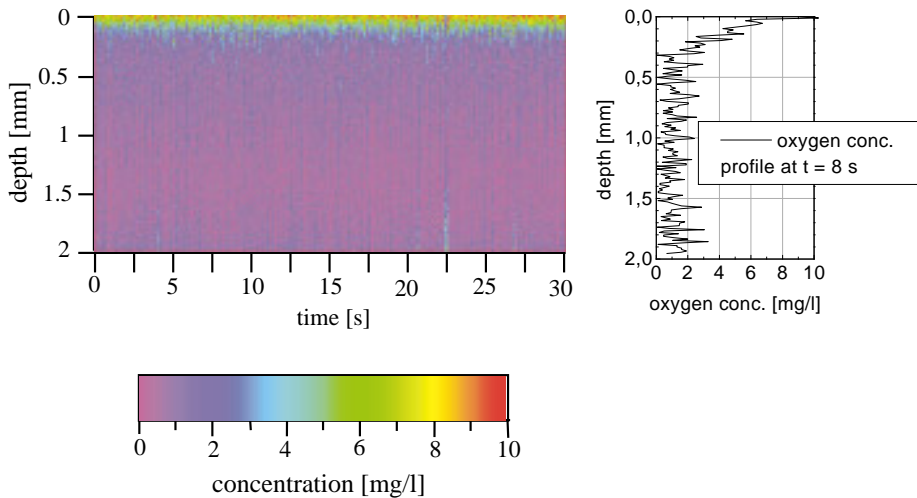 0
0.5
1
1.5
2
depth [mm]
0 5 10 15 20 25 30
time [s]
0,0
0,5
1,0
1,5
2,0
depth [mm]
oxygen conc.
profile at t = 8 s
0 2 4 6 8 10
oxygen conc. [mg/l]
0 2 4 6 8 10
concentration [mg/l]